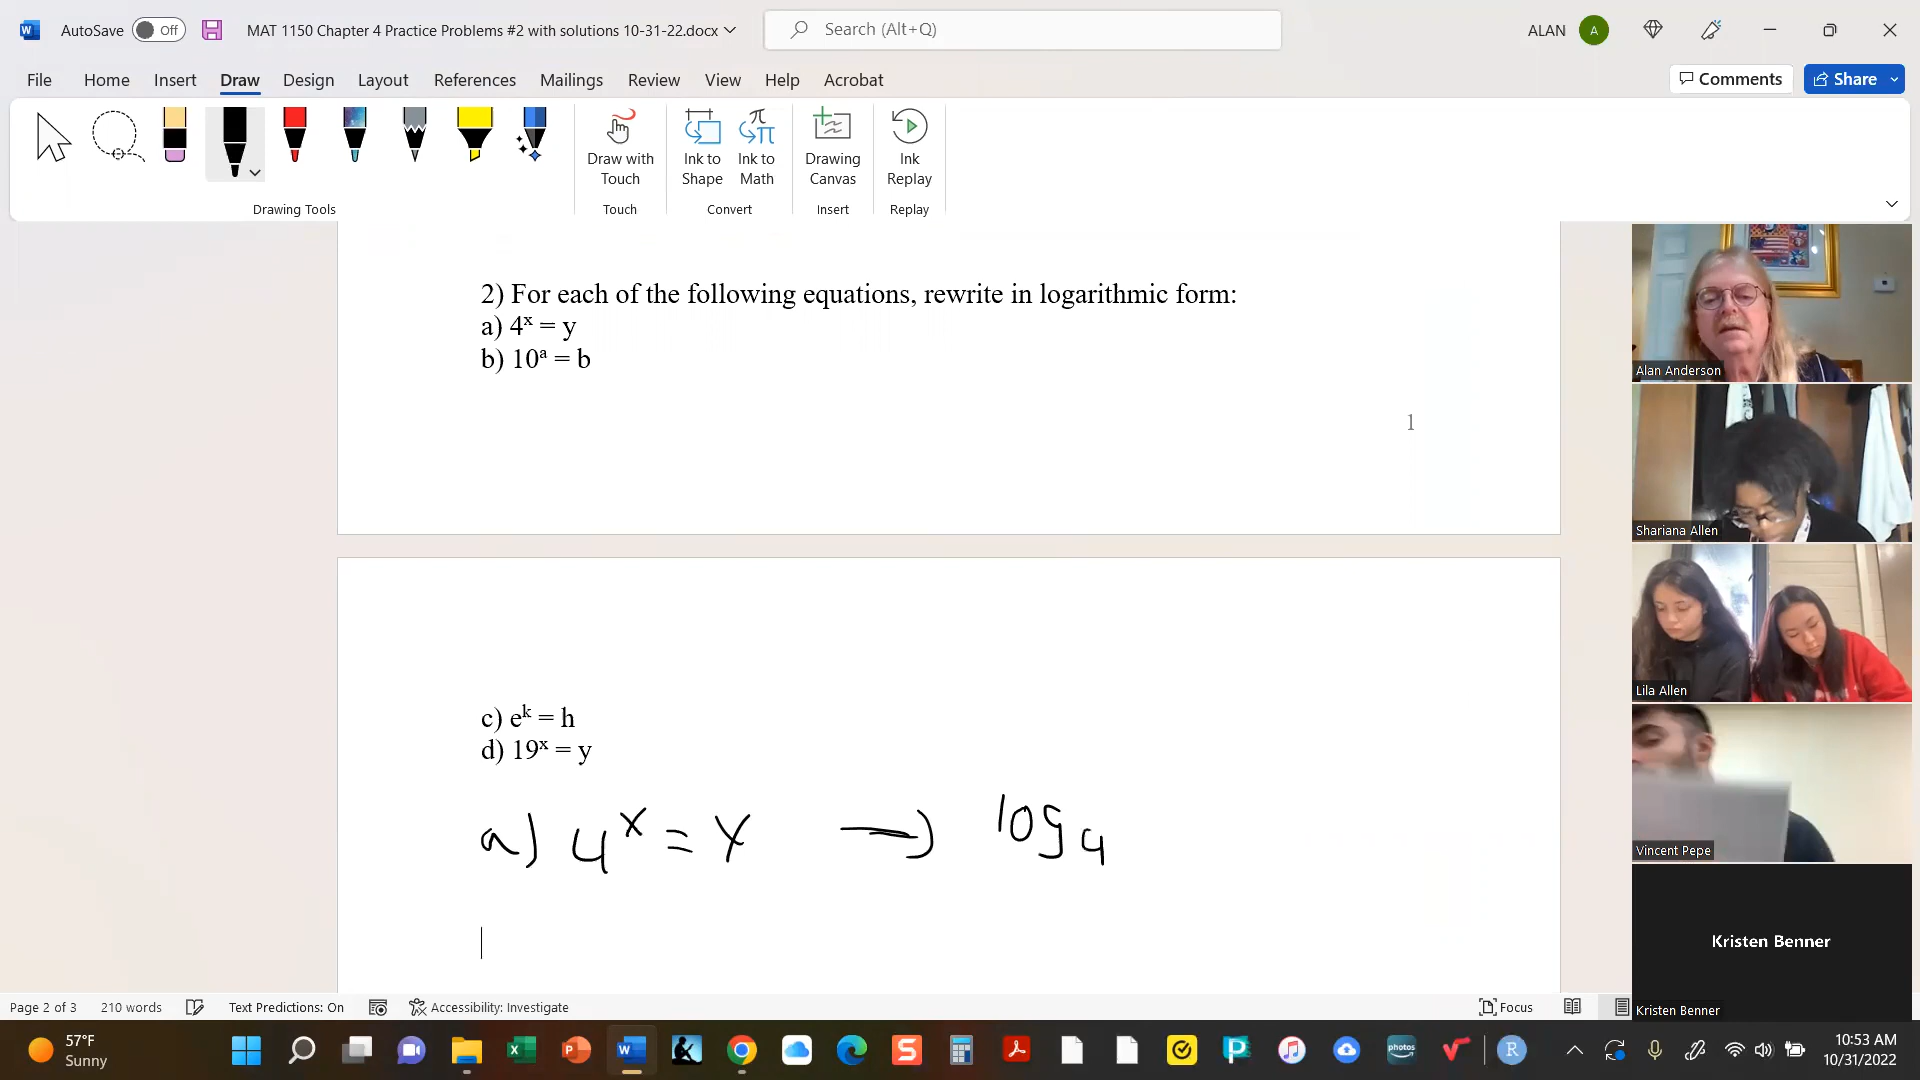 AutoSave Off MAT 1150 Chapter 4 Practice Problems #2 with solutions 10-31-22.docx Search (Alt+Q) ALAN A
File Home Insert Draw Design Layout References Mailings Review View Help Acrobat Comments Share
Draw with Touch
Ink to Shape
Ink to Math
Drawing Canvas
Ink Replay
Drawing Tools Touch Convert Insert Replay
2) For each of the following equations, rewrite in logarithmic form:
a) 4ˣ = y
b) 10ᵃ = b
1
c) eᵏ = h
d) 19ˣ = y
a) 4ˣ = y → log₄
Alan Anderson
Shariana Allen
Lila Allen
Vincent Pepe
Kristen Benner
Kristen Benner
Page 2 of 3 210 words Text Predictions: On Accessibility: Investigate Focus
57°F
Sunny
photos
R
10:53 AM
10/31/2022